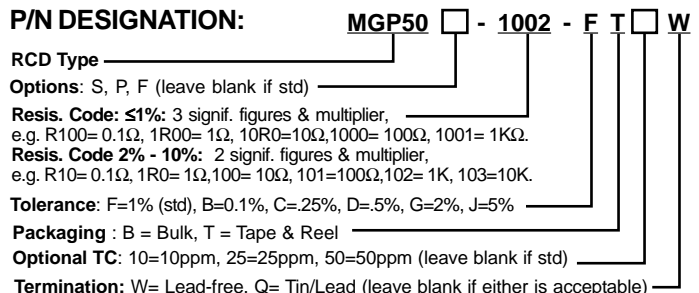 P/N DESIGNATION: MGP50 □ - 1002 - F T □ W
RCD Type
Options: S, P, F (leave blank if std)
Resis. Code: ≤1%: 3 signif. figures & multiplier,
e.g. R100= 0.1Ω, 1R00= 1Ω, 10R0=10Ω,1000= 100Ω, 1001= 1KΩ.
Resis. Code 2% - 10%: 2 signif. figures & multiplier,
e.g. R10= 0.1Ω, 1R0= 1Ω,100= 10Ω, 101=100Ω,102= 1K, 103=10K.
Tolerance: F=1% (std), B=0.1%, C=.25%, D=.5%, G=2%, J=5%
Packaging : B = Bulk, T = Tape & Reel
Optional TC: 10=10ppm, 25=25ppm, 50=50ppm (leave blank if std)
Termination: W= Lead-free, Q= Tin/Lead (leave blank if either is acceptable)